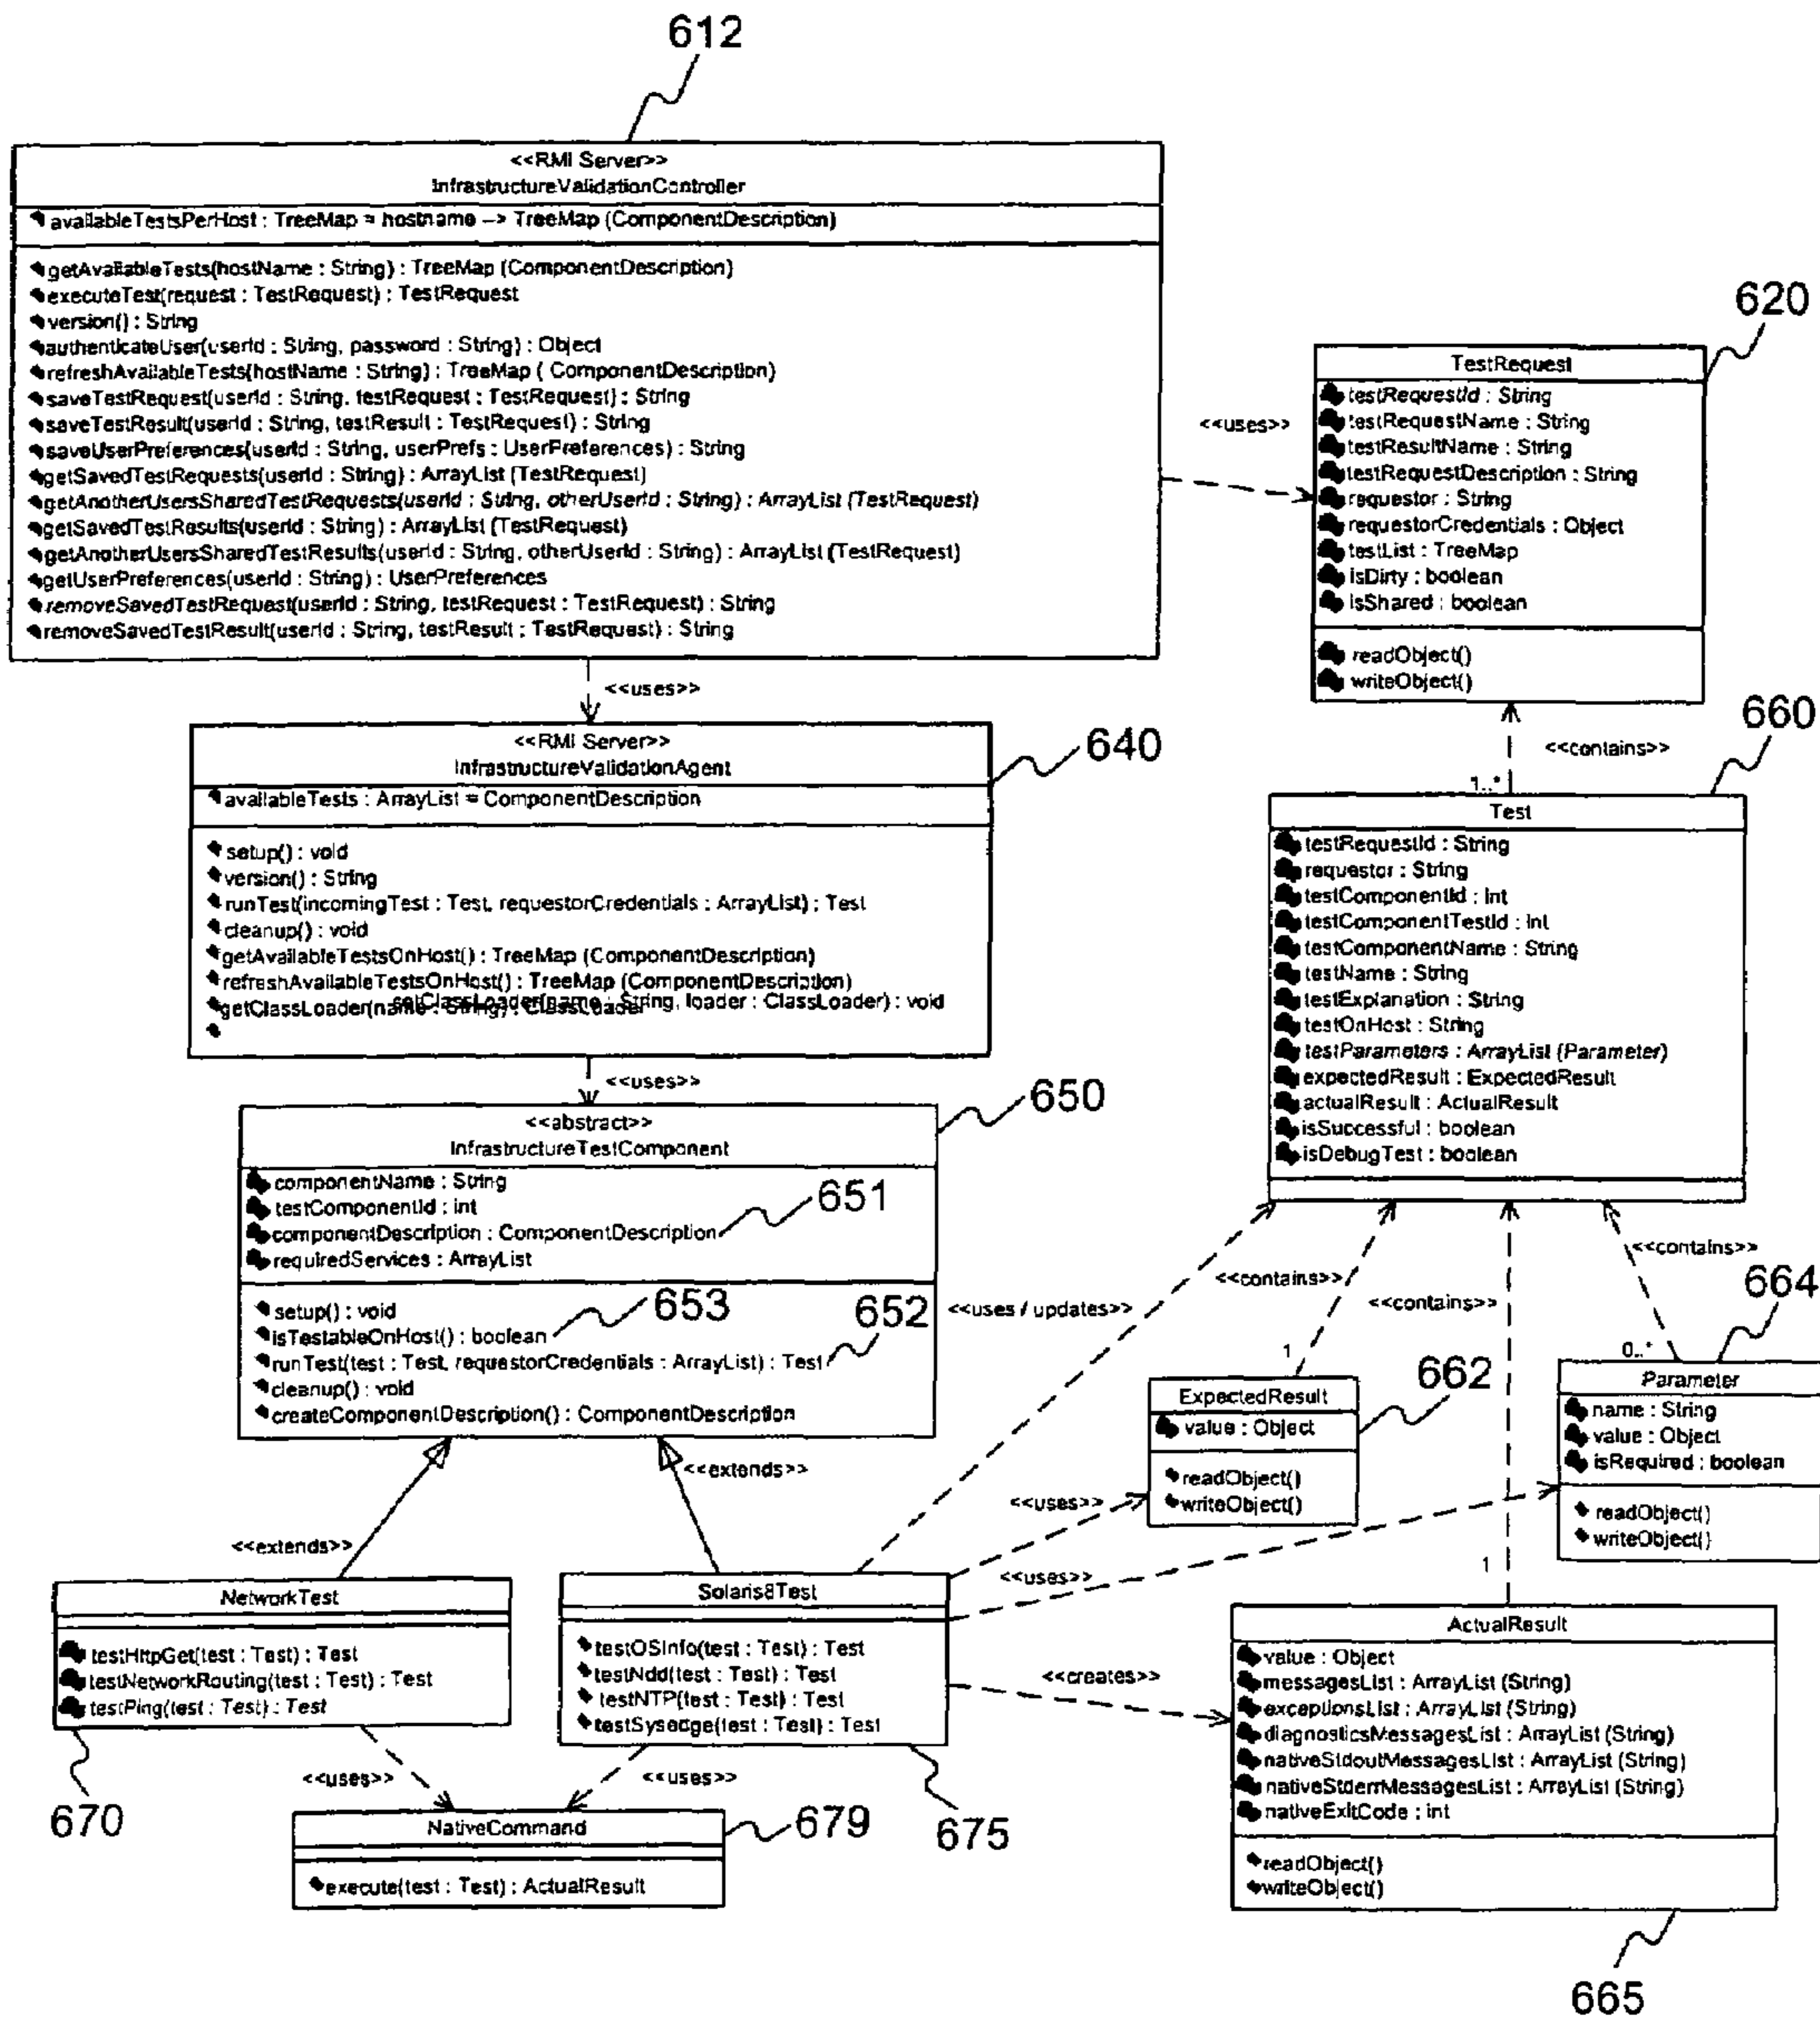 612
<<RMI Server>>
InfrastructureValidationController
availableTestsPerHost : TreeMap = hostname --> TreeMap (ComponentDescription)
getAvailableTests(hostName : String) : TreeMap (ComponentDescription)
executeTest(request : TestRequest) : TestRequest
version() : String
authenticateUser(userId : String, password : String) : Object
refreshAvailableTests(hostName : String) : TreeMap ( ComponentDescription)
saveTestRequest(userId : String, testRequest : TestRequest) : String
saveTestResult(userId : String, testResult : TestRequest) : String
saveUserPreferences(userId : String, userPrefs : UserPreferences) : String
getSavedTestRequests(userId : String) : ArrayList (TestRequest)
getAnotherUsersSharedTestRequests(userId : String, otherUserId : String) : ArrayList (TestRequest)
getSavedTestResults(userId : String) : ArrayList (TestRequest)
getAnotherUsersSharedTestResults(userId : String, otherUserId : String) : ArrayList (TestRequest)
getUserPreferences(userId : String) : UserPreferences
removeSavedTestRequest(userId : String, testRequest : TestRequest) : String
removeSavedTestResult(userId : String, testResult : TestRequest) : String
<<uses>>
620
TestRequest
testRequestId : String
testRequestName : String
testResultName : String
testRequestDescription : String
requestor : String
requestorCredentials : Object
testList : TreeMap
isDirty : boolean
isShared : boolean
readObject()
writeObject()
<<uses>>
640
<<RMI Server>>
InfrastructureValidationAgent
availableTests : ArrayList = ComponentDescription
setup() : void
version() : String
runTest(incomingTest : Test, requestorCredentials : ArrayList) : Test
cleanup() : void
getAvailableTestsOnHost() : TreeMap (ComponentDescription)
refreshAvailableTestsOnHost() : TreeMap (ComponentDescription)
setClassLoader(name : String, loader : ClassLoader) : void
getClassLoader(name : String) : ClassLoader
<<contains>>
1..*
660
Test
testRequestId : String
requestor : String
testComponentId : int
testComponentTestId : int
testComponentName : String
testName : String
testExplanation : String
testOnHost : String
testParameters : ArrayList (Parameter)
expectedResult : ExpectedResult
actualResult : ActualResult
isSuccessful : boolean
isDebugTest : boolean
<<uses>>
650
<<abstract>>
InfrastructureTestComponent
componentName : String
testComponentId : int
componentDescription : ComponentDescription
651
requiredServices : ArrayList
setup() : void
653
isTestableOnHost() : boolean
652
runTest(test : Test, requestorCredentials : ArrayList) : Test
cleanup() : void
createComponentDescription() : ComponentDescription
<<uses / updates>>
<<contains>>
<<contains>>
<<contains>>
1
0..*
664
Parameter
name : String
value : Object
isRequired : boolean
readObject()
writeObject()
662
ExpectedResult
value : Object
readObject()
writeObject()
<<extends>>
<<extends>>
<<uses>>
<<uses>>
<<creates>>
1
NetworkTest
testHttpGet(test : Test) : Test
testNetworkRouting(test : Test) : Test
testPing(test : Test) : Test
670
Solaris8Test
testOSInfo(test : Test) : Test
testNdd(test : Test) : Test
testNTP(test : Test) : Test
testSysedge(test : Test) : Test
675
<<uses>>
<<uses>>
NativeCommand
execute(test : Test) : ActualResult
679
ActualResult
value : Object
messagesList : ArrayList (String)
exceptionsList : ArrayList (String)
diagnosticsMessagesList : ArrayList (String)
nativeStdoutMessagesList : ArrayList (String)
nativeStderrMessagesList : ArrayList (String)
nativeExitCode : int
readObject()
writeObject()
665